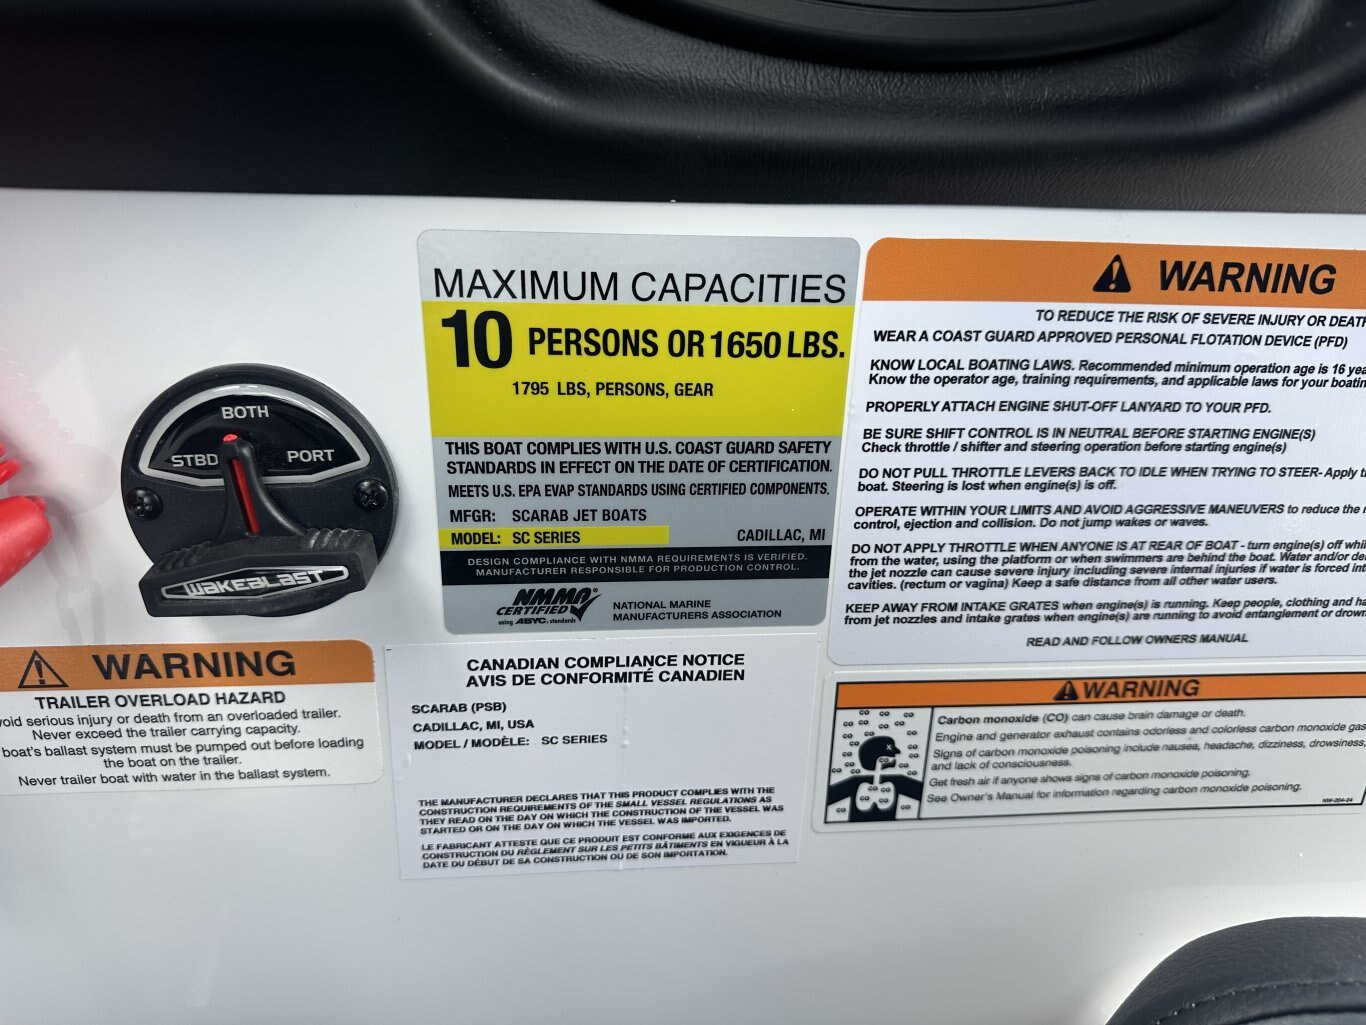 BOTH
STBD
PORT
WAKEBLAST
MAXIMUM CAPACITIES
10 PERSONS OR 1650 LBS.
1795 LBS, PERSONS, GEAR
THIS BOAT COMPLIES WITH U.S. COAST GUARD SAFETY
STANDARDS IN EFFECT ON THE DATE OF CERTIFICATION.
MEETS U.S. EPA EVAP STANDARDS USING CERTIFIED COMPONENTS.
MFGR: SCARAB JET BOATS
MODEL: SC SERIES CADILLAC, MI
DESIGN COMPLIANCE WITH NMMA REQUIREMENTS IS VERIFIED.
MANUFACTURER RESPONSIBLE FOR PRODUCTION CONTROL.
NMMA
CERTIFIED
using ABYC. standards
NATIONAL MARINE
MANUFACTURERS ASSOCIATION
WARNING
TO REDUCE THE RISK OF SEVERE INJURY OR DEATH
WEAR A COAST GUARD APPROVED PERSONAL FLOTATION DEVICE (PFD)
KNOW LOCAL BOATING LAWS. Recommended minimum operation age is 16
Know the operator age, training requirements, and applicable laws for your
PROPERLY ATTACH ENGINE SHUT-OFF LANYARD TO YOUR PFD.
BE SURE SHIFT CONTROL IS IN NEUTRAL BEFORE STARTING ENGINE(S)
Check throttle / shifter and steering operation before starting engine(s)
DO NOT PULL THROTTLE LEVERS BACK TO IDLE WHEN TRYING TO STEER- Apply
boat. Steering is lost when engine(s) is off.
OPERATE WITHIN YOUR LIMITS AND AVOID AGGRESSIVE MANEUVERS to reduce the
control, ejection and collision. Do not jump wakes or waves.
DO NOT APPLY THROTTLE WHEN ANYONE IS AT REAR OF BOAT - turn engine(s) off
from the water, using the platform or when swimmers are behind the boat. Water and/or
the jet nozzle can cause severe injury including severe internal injuries if water is forced
cavities. (rectum or vagina) Keep a safe distance from all other water users.
KEEP AWAY FROM INTAKE GRATES when engine(s) is running. Keep people, clothing and
from jet nozzles and intake grates when engine(s) are running to avoid entanglement or
READ AND FOLLOW OWNERS MANUAL
WARNING
TRAILER OVERLOAD HAZARD
void serious injury or death from an overloaded trailer.
Never exceed the trailer carrying capacity.
boat's ballast system must be pumped out before loading
the boat on the trailer.
Never trailer boat with water in the ballast system.
CANADIAN COMPLIANCE NOTICE
AVIS DE CONFORMITÉ CANADIEN
SCARAB (PSB)
CADILLAC, MI, USA
MODEL / MODÈLE: SC SERIES
THE MANUFACTURER DECLARES THAT THIS PRODUCT COMPLIES WITH THE
CONSTRUCTION REQUIREMENTS OF THE SMALL VESSEL REGULATIONS AS
THEY READ ON THE DAY ON WHICH THE CONSTRUCTION OF THE VESSEL WAS
STARTED OR ON THE DAY ON WHICH THE VESSEL WAS IMPORTED.
LE FABRICANT ATTESTE QUE CE PRODUIT EST CONFORME AUX EXIGENCES DE
CONSTRUCTION DU RÈGLEMENT SUR LES PETITS BÂTIMENTS EN VIGUEUR À LA
DATE DU DÉBUT DE SA CONSTRUCTION OU DE SON IMPORTATION.
WARNING
Carbon monoxide (CO) can cause brain damage or death.
Engine and generator exhaust contains odorless and colorless carbon monoxide gas
Signs of carbon monoxide poisoning include nausea, headache, dizziness, drowsiness,
and lack of consciousness.
Get fresh air if anyone shows signs of carbon monoxide poisoning.
See Owner's Manual for information regarding carbon monoxide poisoning.